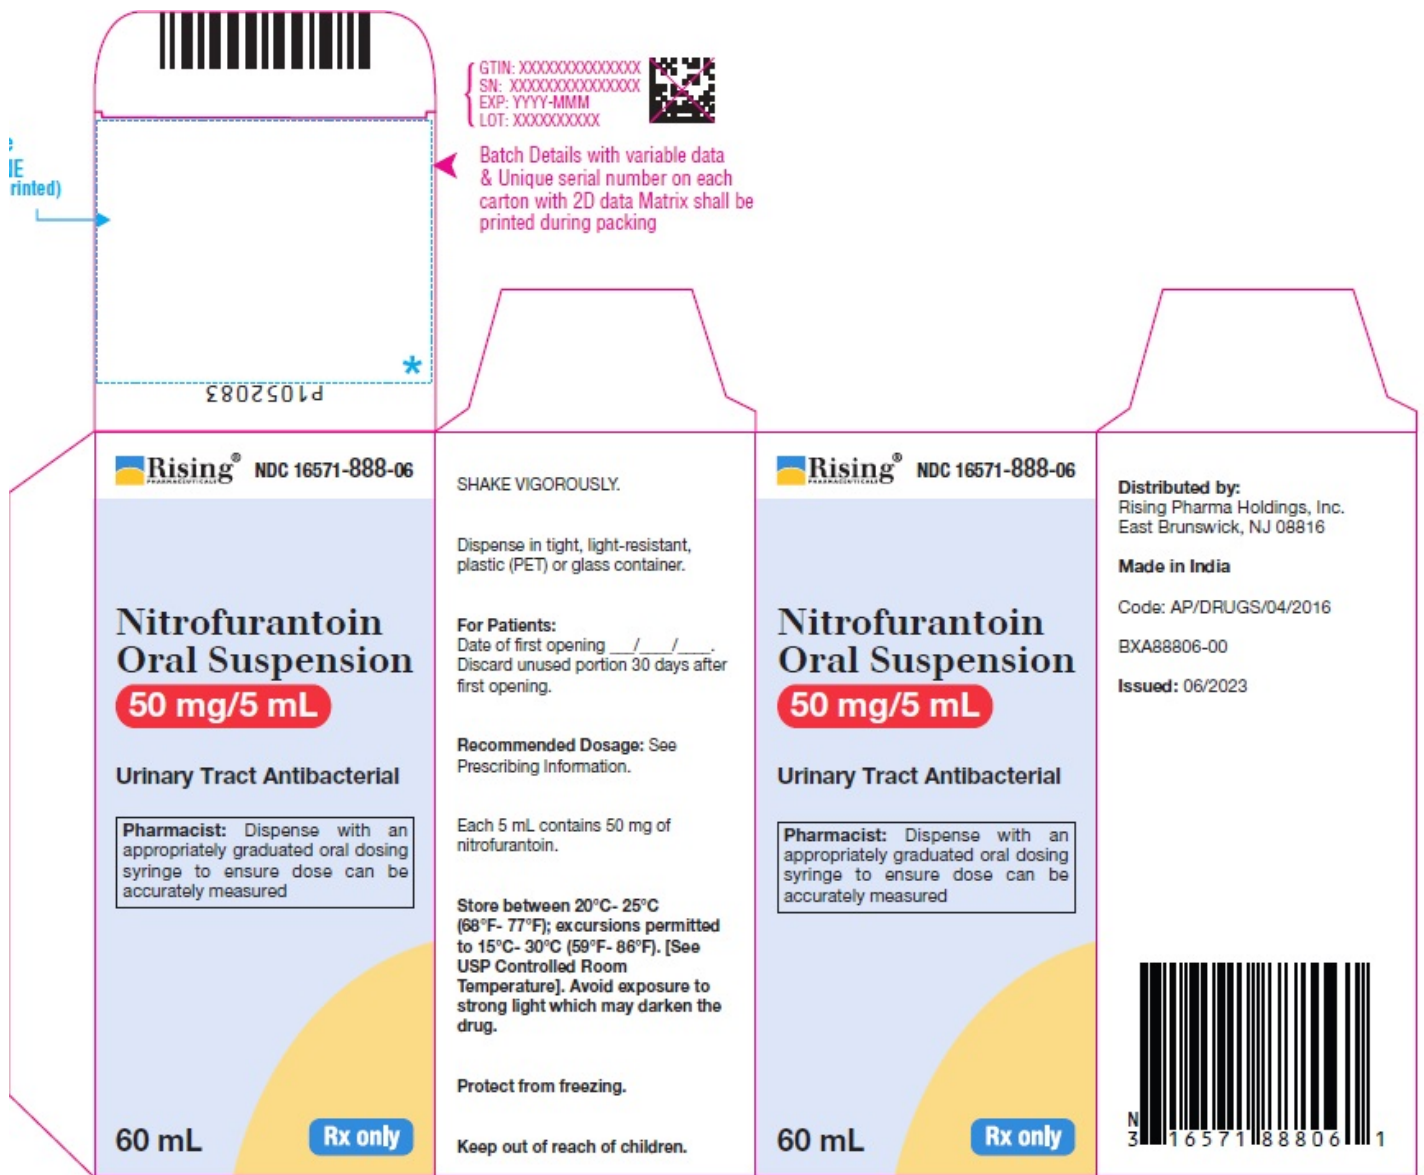 GTIN: XXXXXXXXXXXXXX
SN: XXXXXXXXXXXXXXX
EXP: YYYY-MMM
LOT: XXXXXXXXXX
Batch Details with variable data
& Unique serial number on each
carton with 2D data Matrix shall be
printed during packing
rinted)
*
P1052083
Rising® NDC 16571-888-06
PHARMACEUTICALS
Nitrofurantoin
Oral Suspension
50 mg/5 mL
Urinary Tract Antibacterial
Pharmacist: Dispense with an
appropriately graduated oral dosing
syringe to ensure dose can be
accurately measured
60 mL
Rx only
SHAKE VIGOROUSLY.
Dispense in tight, light-resistant,
plastic (PET) or glass container.
For Patients:
Date of first opening ___/____/____.
Discard unused portion 30 days after
first opening.
Recommended Dosage: See
Prescribing Information.
Each 5 mL contains 50 mg of
nitrofurantoin.
Store between 20°C- 25°C
(68°F- 77°F); excursions permitted
to 15°C- 30°C (59°F- 86°F). [See
USP Controlled Room
Temperature]. Avoid exposure to
strong light which may darken the
drug.
Protect from freezing.
Keep out of reach of children.
Rising® NDC 16571-888-06
PHARMACEUTICALS
Nitrofurantoin
Oral Suspension
50 mg/5 mL
Urinary Tract Antibacterial
Pharmacist: Dispense with an
appropriately graduated oral dosing
syringe to ensure dose can be
accurately measured
60 mL
Rx only
Distributed by:
Rising Pharma Holdings, Inc.
East Brunswick, NJ 08816
Made in India
Code: AP/DRUGS/04/2016
BXA88806-00
Issued: 06/2023
N
3 16571 88806 1